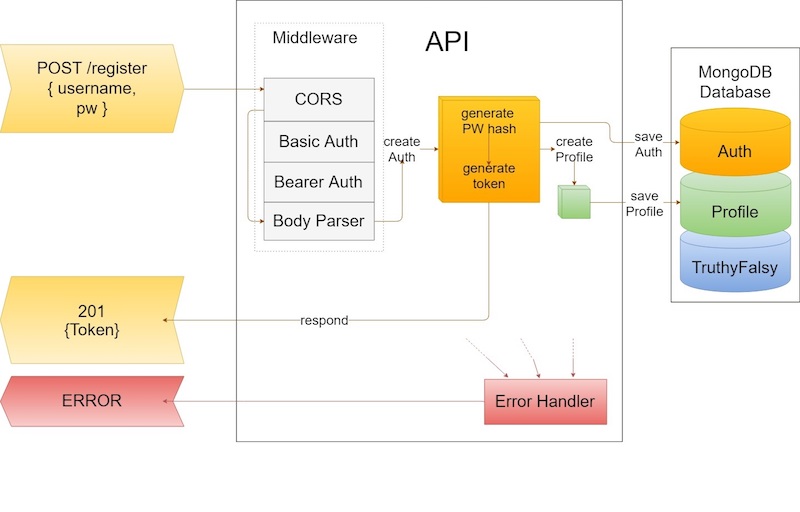 POST /register
{ username,
pw }
Middleware
API
CORS
Basic Auth
Bearer Auth
Body Parser
create
Auth
generate
PW hash
generate
token
create
Profile
save
Auth
save
Profile
MongoDB
Database
Auth
Profile
TruthyFalsy
201
{Token}
respond
ERROR
Error Handler